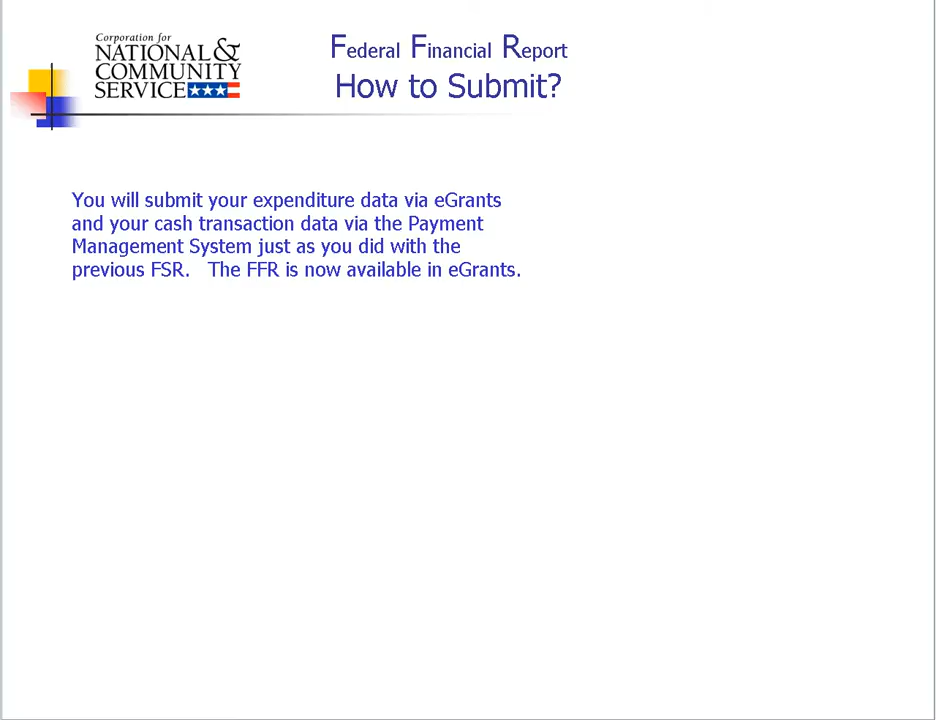 Corporation for
NATIONAL &
COMMUNITY
SERVICE
Federal Financial Report
How to Submit?
You will submit your expenditure data via eGrants
and your cash transaction data via the Payment
Management System just as you did with the
previous FSR.   The FFR is now available in eGrants.